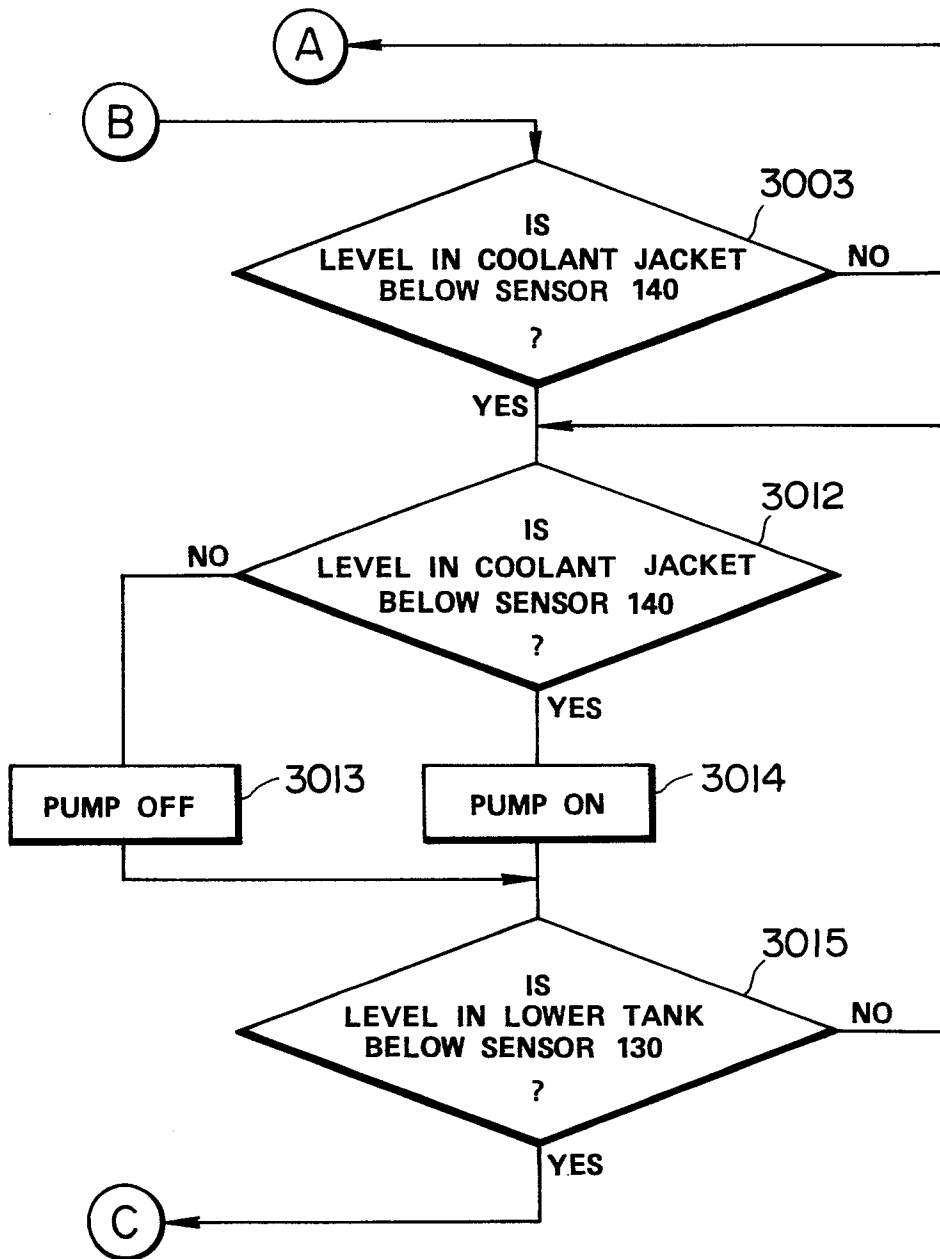 A
B
3003
IS
LEVEL IN COOLANT JACKET
BELOW SENSOR 140
?
NO
YES
3012
IS
LEVEL IN COOLANT JACKET
BELOW SENSOR 140
?
NO
YES
PUMP OFF
3013
PUMP ON
3014
3015
IS
LEVEL IN LOWER TANK
BELOW SENSOR 130
?
NO
YES
C